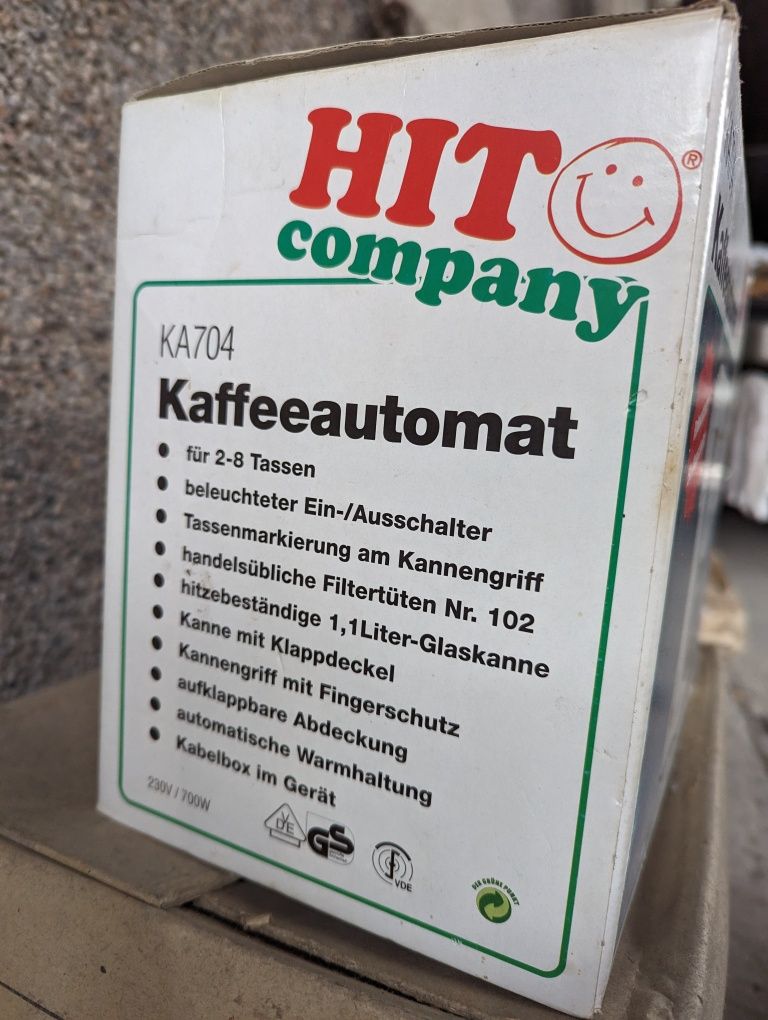 HIT ®
company
KA704
Kaffeeautomat
● für 2-8 Tassen
● beleuchteter Ein-/Ausschalter
● Tassenmarkierung am Kannengriff
● handelsübliche Filtertüten Nr. 102
● hitzebeständige 1,1Liter-Glaskanne
● Kanne mit Klappdeckel
● Kannengriff mit Fingerschutz
● aufklappbare Abdeckung
● automatische Warmhaltung
● Kabelbox im Gerät
230V / 700W
VDE
GS
VDE
DER GRÜNE PUNKT